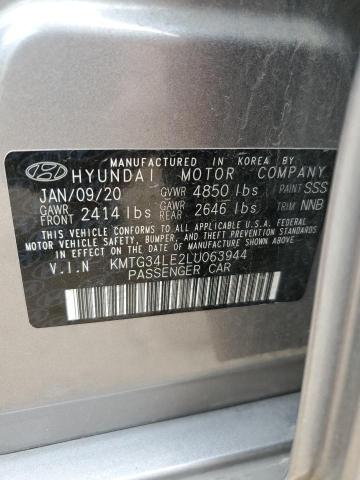 MANUFACTURED IN KOREA BY
HYUNDAI MOTOR COMPANY
JAN/09/20 GVWR 4850 lbs PAINT SSS
GAWR FRONT 2414 lbs GAWR REAR 2646 lbs TRIM NNB
THIS VEHICLE CONFORMS TO ALL APPLICABLE U.S.A. FEDERAL
MOTOR VEHICLE SAFETY, BUMPER, AND THEFT PREVENTION
STANDARDS IN EFFECT ON THE DATE OF MANUFACTURE SHOWN ABOVE.
V.I.N KMTG34LE2LU063944
PASSENGER CAR